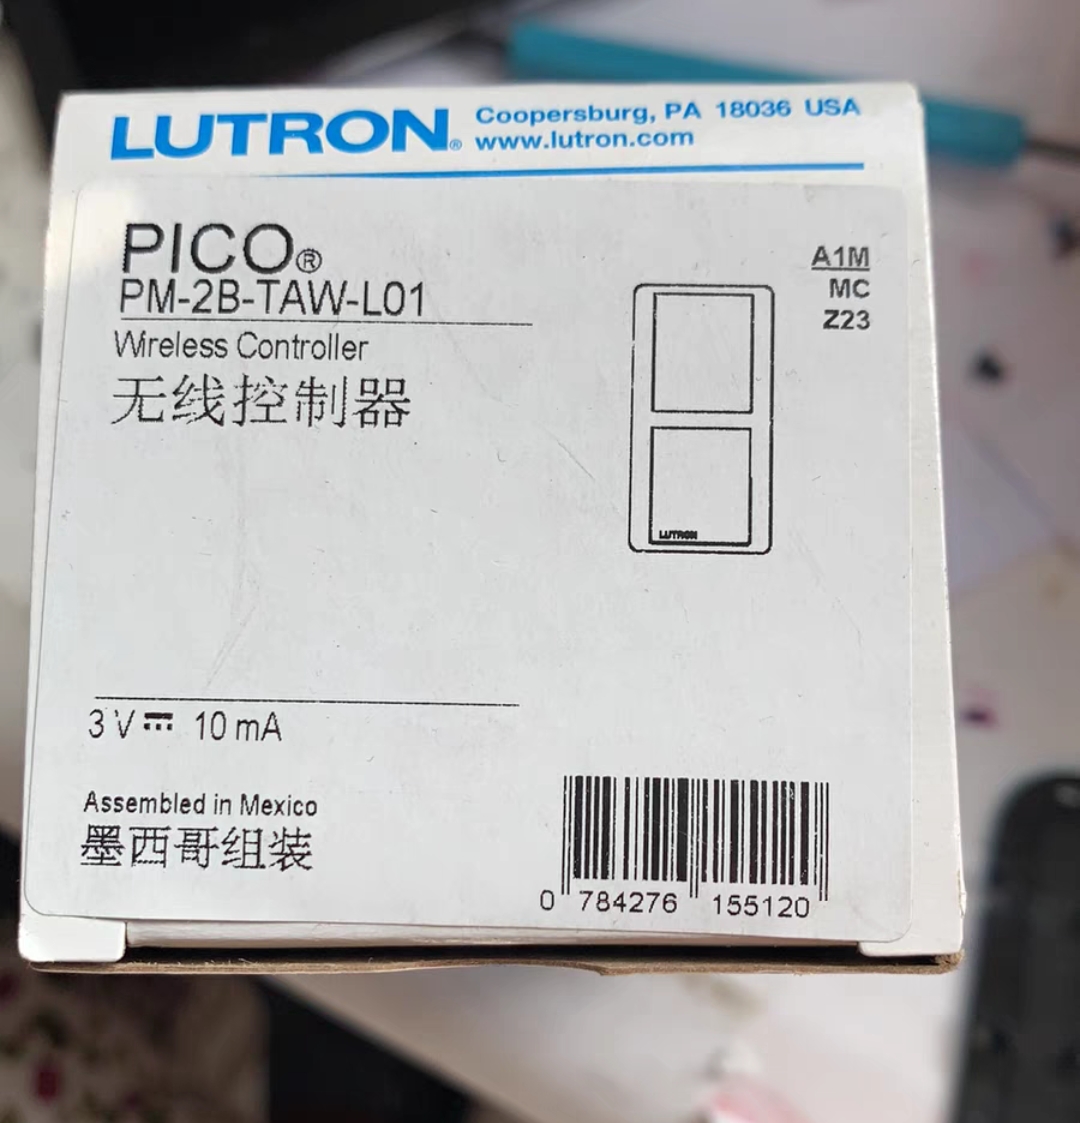 LUTRON® Coopersburg, PA 18036 USA
www.lutron.com
PICO®
PM-2B-TAW-L01
Wireless Controller
无线控制器
A1M
MC
Z23
LUTRON
3 V⎓ 10 mA
Assembled in Mexico
墨西哥组装
0 784276 155120